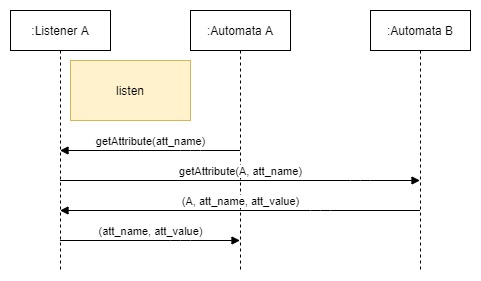 :Listener A
:Automata A
:Automata B
listen
getAttribute(att_name)
getAttribute(A, att_name)
(A, att_name, att_value)
(att_name, att_value)